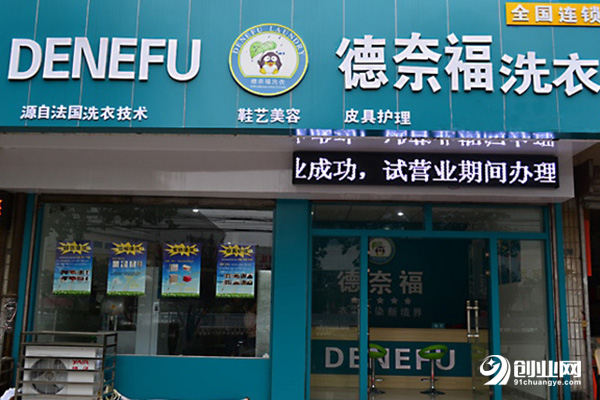 全国连锁
DENEFU
DENEFU LAUNDRY
德奈福洗衣
德奈福洗衣
源自法国洗衣技术
鞋艺美容
皮具护理
业成功，试营业期间办理
德奈福
DENEFU
创业网
91chuangye.com